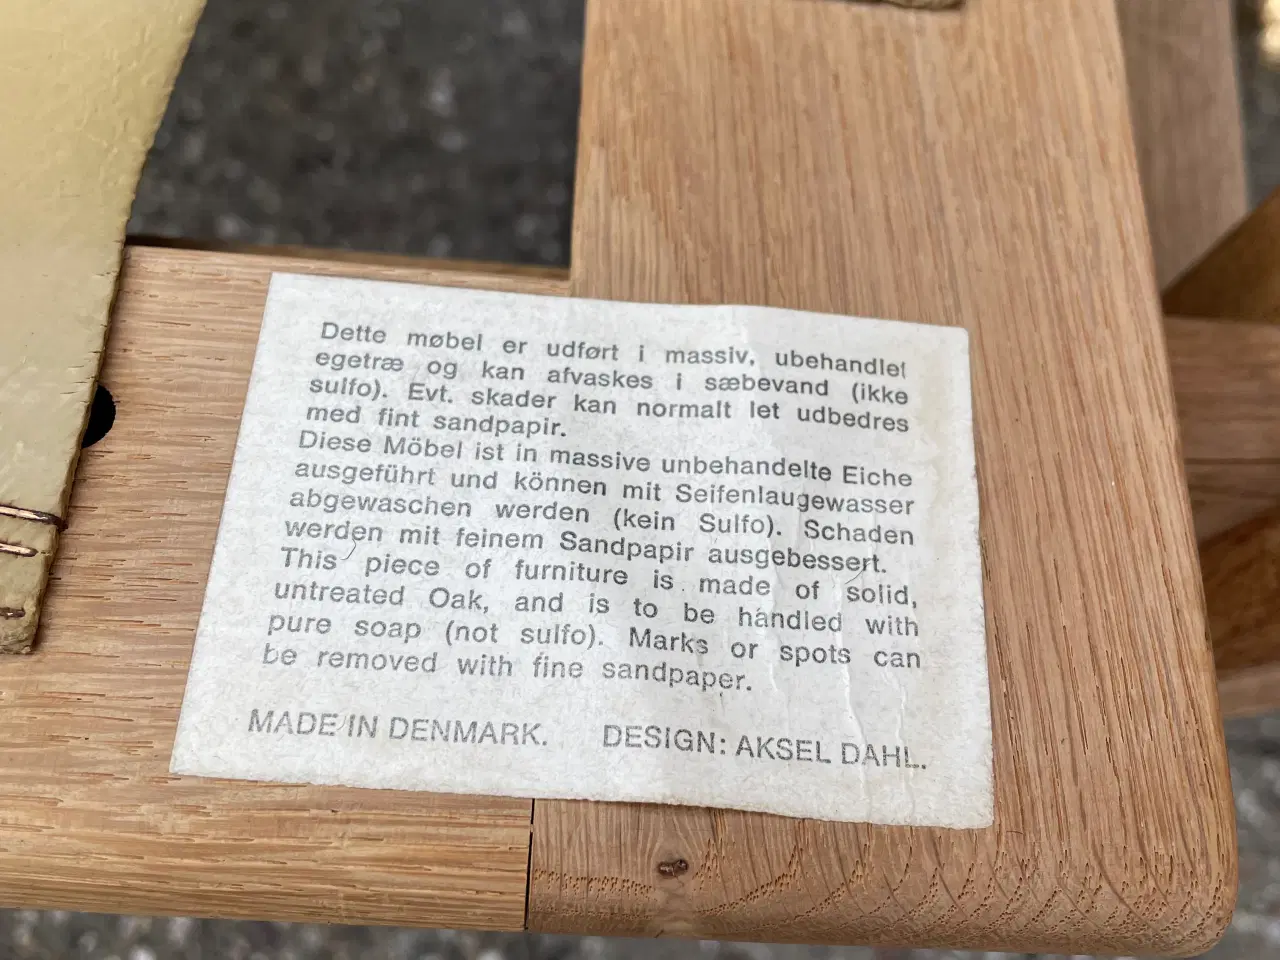 Dette møbel er udført i massiv, ubehandlet
egetræ og kan afvaskes i sæbevand (ikke
sulfo). Evt. skader kan normalt let udbedres
med fint sandpapir.
Diese Möbel ist in massive unbehandelte Eiche
ausgeführt und können mit Seifenlaugewasser
abgewaschen werden (kein Sulfo). Schaden
werden mit feinem Sandpapir ausgebessert.
This piece of furniture is made of solid,
untreated Oak, and is to be handled with
pure soap (not sulfo). Marks or spots can
be removed with fine sandpaper.
MADE IN DENMARK. DESIGN: AKSEL DAHL.